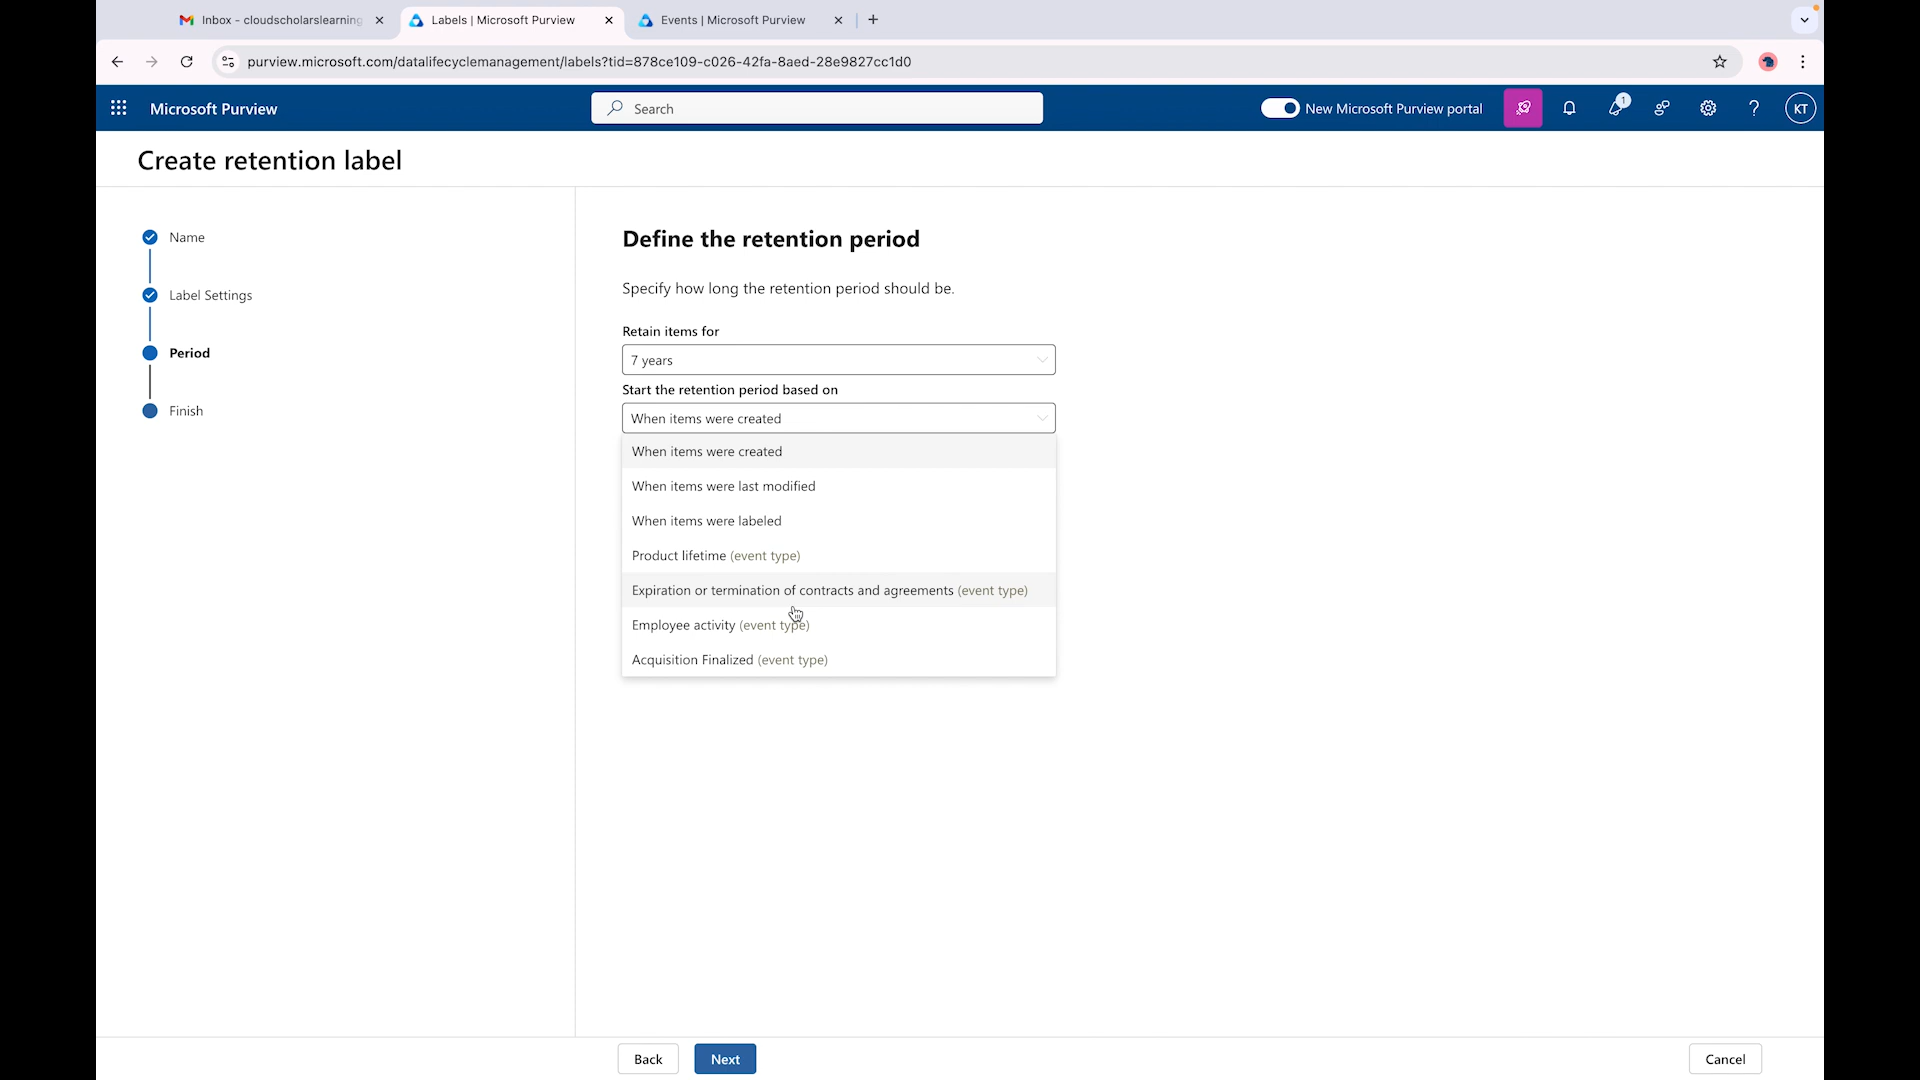 Inbox - cloudscholarslearning
Labels | Microsoft Purview
Events | Microsoft Purview
purview.microsoft.com/datalifecyclemanagement/labels?tid=878ce109-c026-42fa-8aed-28e9827cc1d0
Microsoft Purview
Search
New Microsoft Purview portal
1
KT
Create retention label
Name
Label Settings
Period
Finish
Define the retention period
Specify how long the retention period should be.
Retain items for
7 years
Start the retention period based on
When items were created
When items were created
When items were last modified
When items were labeled
Product lifetime (event type)
Expiration or termination of contracts and agreements (event type)
Employee activity (event type)
Acquisition Finalized (event type)
Back
Next
Cancel